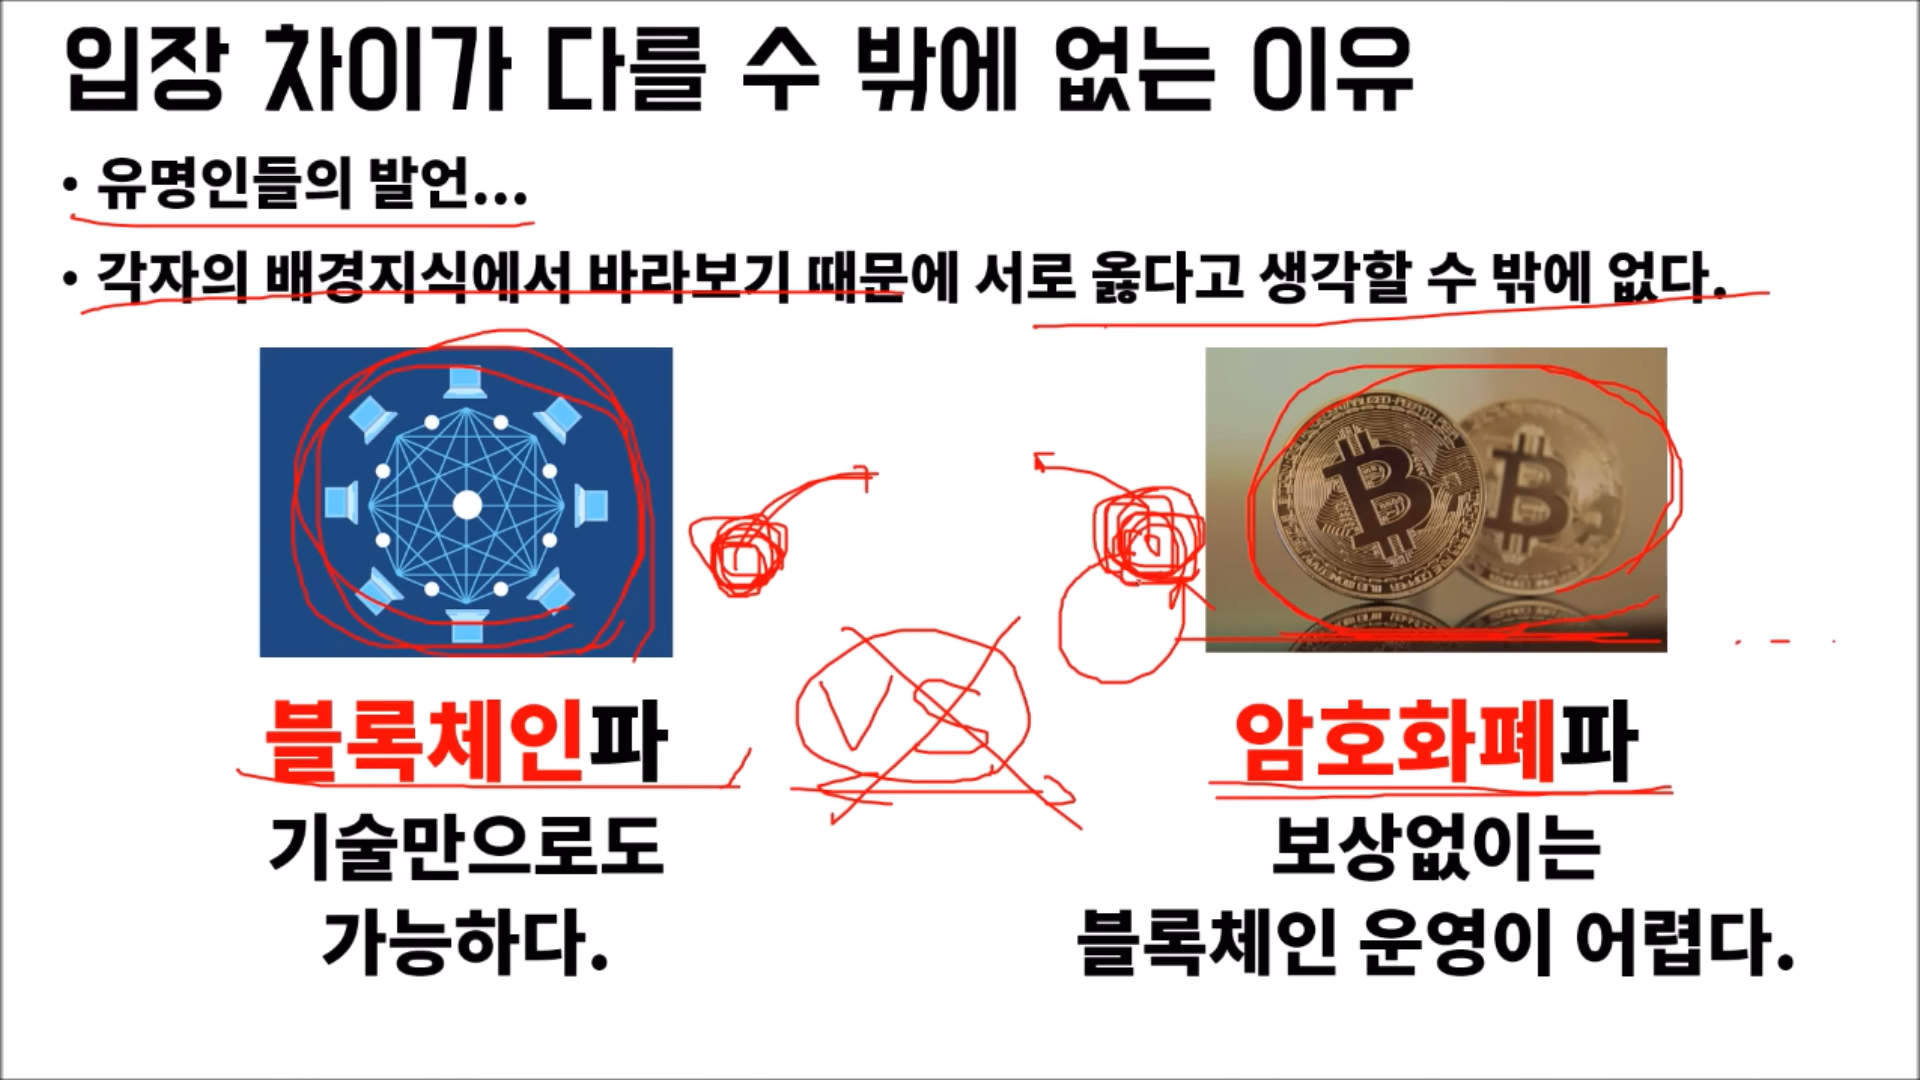 입장 차이가 다를 수 밖에 없는 이유
• 유명인들의 발언...
• 각자의 배경지식에서 바라보기 때문에 서로 옳다고 생각할 수 밖에 없다.
블록체인파
기술만으로도
가능하다.
VS
암호화폐파
보상없이는
블록체인 운영이 어렵다.